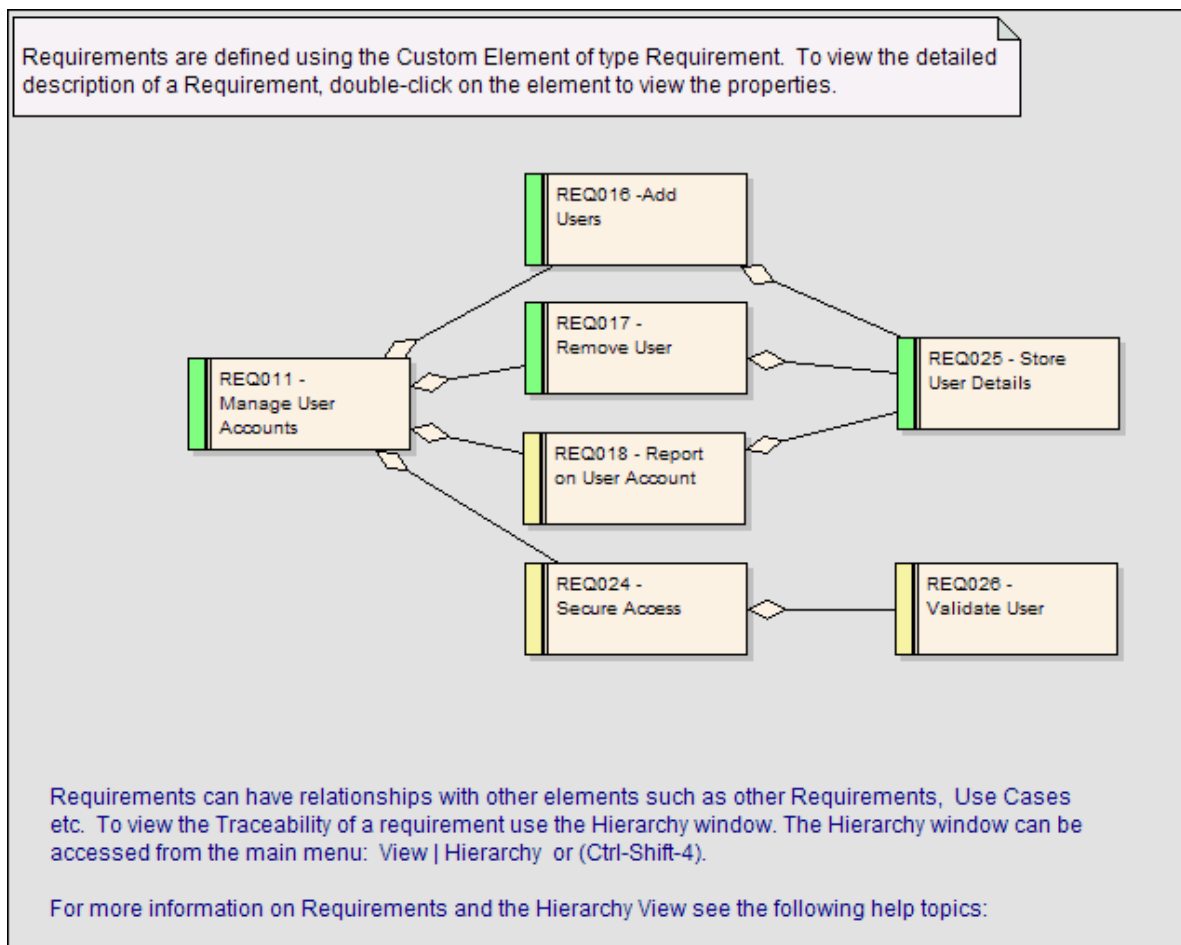 Requirements are defined using the Custom Element of type Requirement.  To view the detailed
description of a Requirement, double-click on the element to view the properties.
REQ016 -Add
Users
REQ017 -
Remove User
REQ025 - Store
User Details
REQ011 -
Manage User
Accounts
REQ018 - Report
on User Account
REQ024 -
Secure Access
REQ026 -
Validate User
Requirements can have relationships with other elements such as other Requirements,  Use Cases
etc.  To view the Traceability of a requirement use the Hierarchy window. The Hierarchy window can be
accessed from the main menu:  View | Hierarchy  or (Ctrl-Shift-4).
For more information on Requirements and the Hierarchy View see the following help topics: